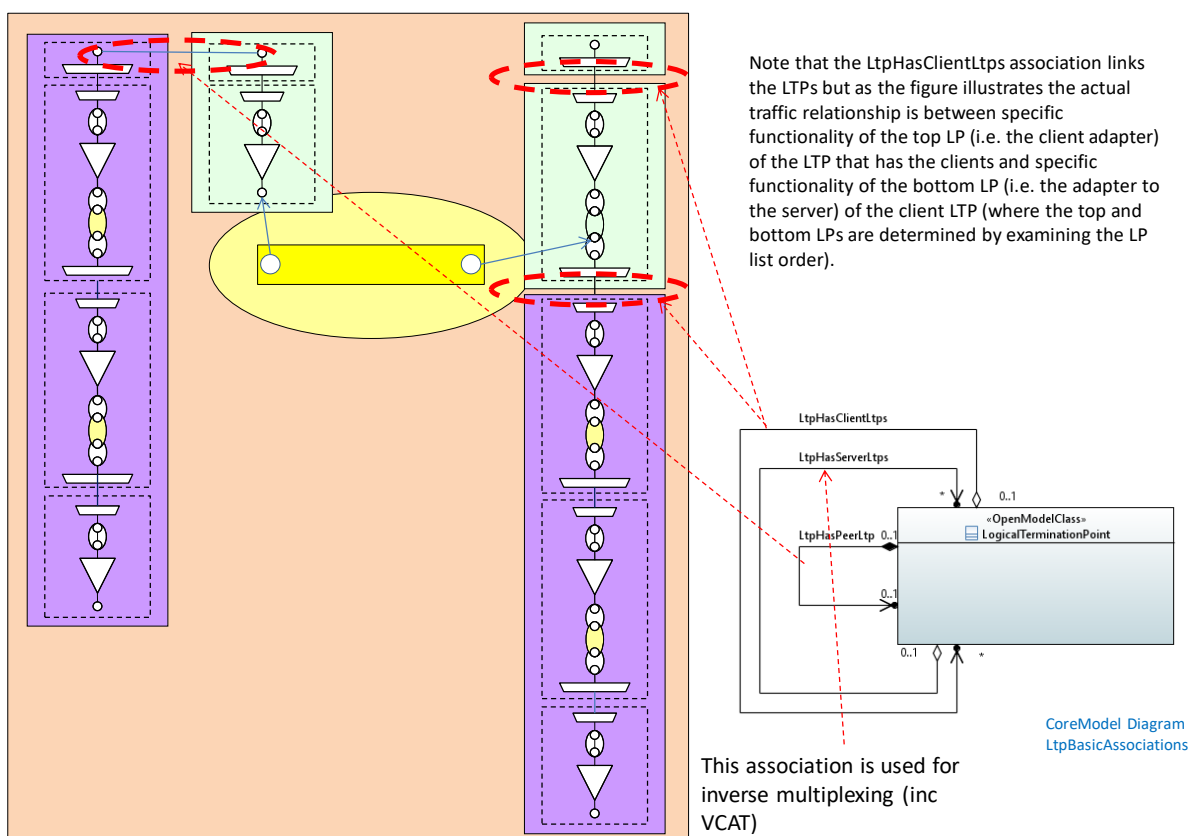 Note that the LtpHasClientLtps association links
the LTPs but as the figure illustrates the actual
traffic relationship is between specific
functionality of the top LP (i.e. the client adapter)
of the LTP that has the clients and specific
functionality of the bottom LP (i.e. the adapter to
the server) of the client LTP (where the top and
bottom LPs are determined by examining the LP
list order).
LtpHasClientLtps
LtpHasServerLtps
* 0..1
«OpenModelClass»
LogicalTerminationPoint
LtpHasPeerLtp 0..1
0..1
0..1 *
CoreModel Diagram
LtpBasicAssociations
This association is used for
inverse multiplexing (inc
VCAT)